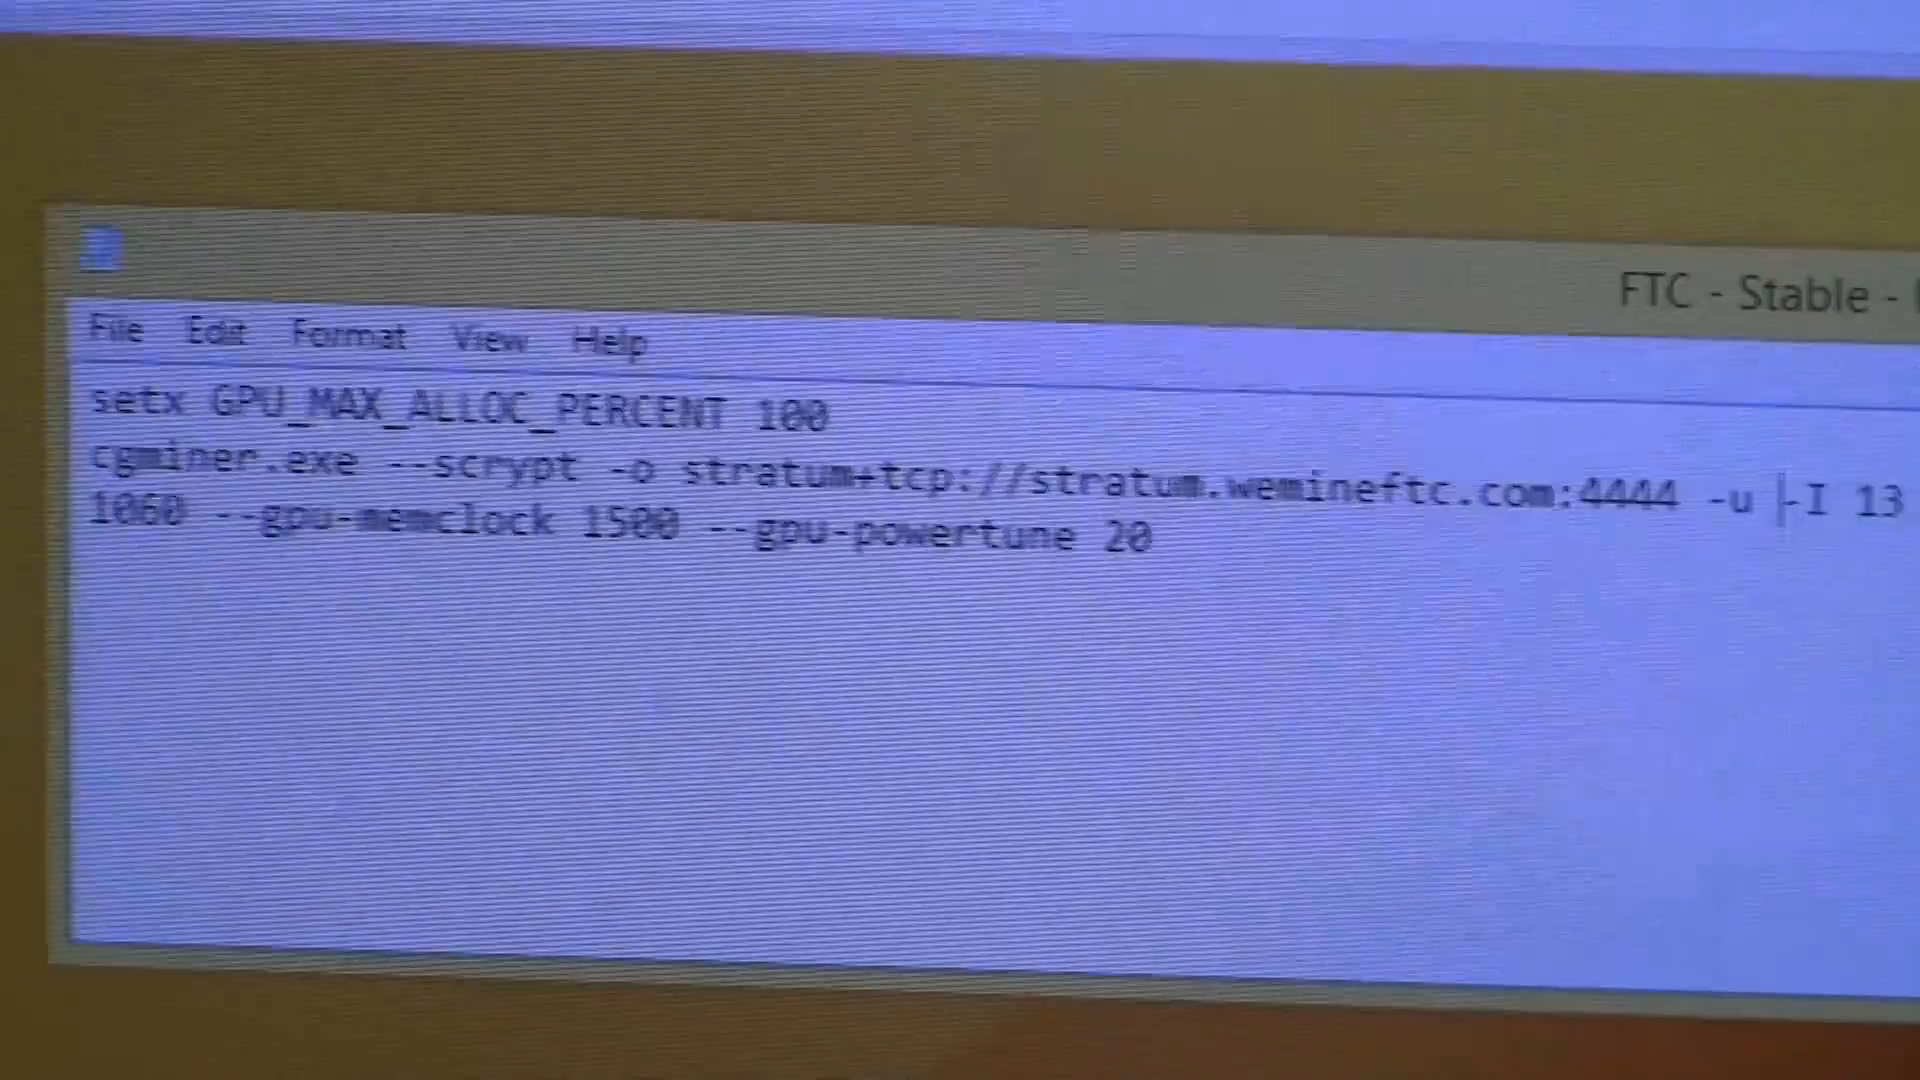 FTC - Stable -
File Edit Format View Help
setx GPU_MAX_ALLOC_PERCENT 100
cgminer.exe --scrypt -o stratum+tcp://stratum.wemineftc.com:4444 -u -I 13
1060 --gpu-memclock 1500 --gpu-powertune 20